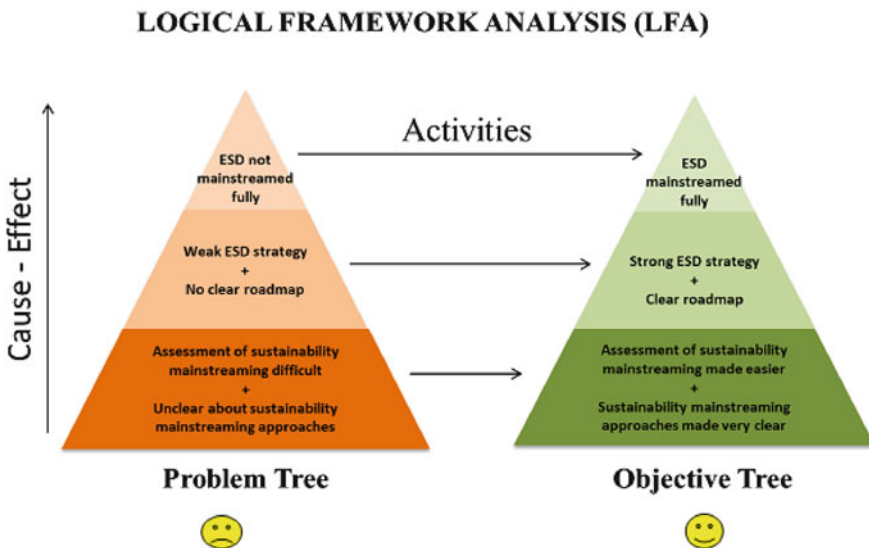 LOGICAL FRAMEWORK ANALYSIS (LFA)
Cause - Effect
Activities
ESD not
mainstreamed
fully
Weak ESD strategy
+
No clear roadmap
Assessment of sustainability
mainstreaming difficult
+
Unclear about sustainability
mainstreaming approaches
Problem Tree
ESD
mainstreamed
fully
Strong ESD strategy
+
Clear roadmap
Assessment of sustainability
mainstreaming made easier
+
Sustainability mainstreaming
approaches made very clear
Objective Tree